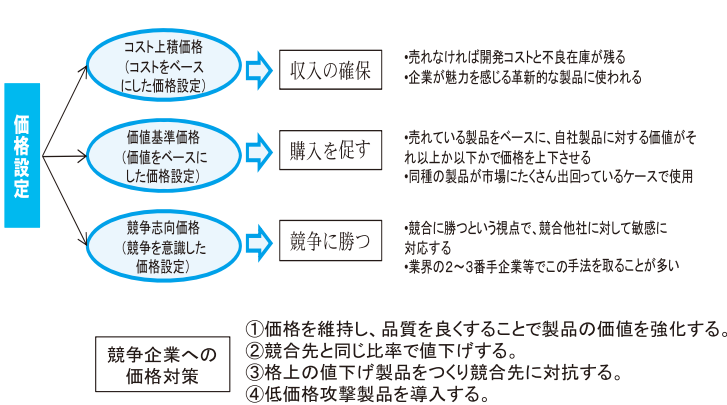 価格設定
コスト上積価格
(コストをベース
にした価格設定)
収入の確保
•売れなければ開発コストと不良在庫が残る
•企業が魅力を感じる革新的な製品に使われる
価値基準価格
(価値をベースに
した価格設定)
購入を促す
•売れている製品をベースに、自社製品に対する価値がそ
れ以上か以下かで価格を上下させる
•同種の製品が市場にたくさん出回っているケースで使用
競争志向価格
(競争を意識した
価格設定)
競争に勝つ
•競合に勝つという視点で、競合他社に対して敏感に
対応する
•業界の2〜3番手企業等でこの手法を取ることが多い
競争企業への
価格対策
①価格を維持し、品質を良くすることで製品の価値を強化する。
②競合先と同じ比率で値下げする。
③格上の値下げ製品をつくり競合先に対抗する。
④低価格攻撃製品を導入する。